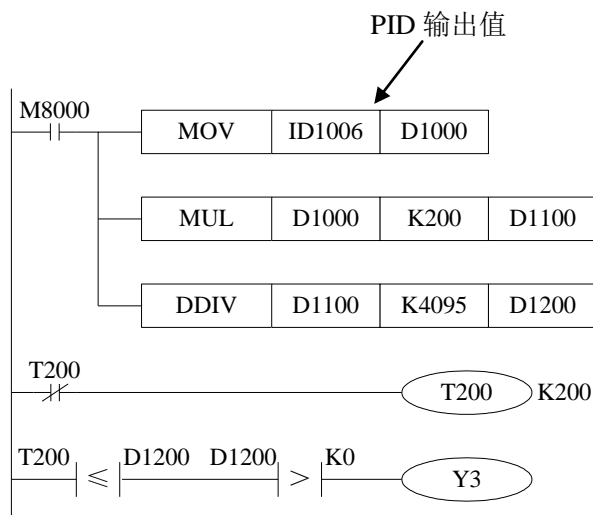 PID 输出值
M8000
MOV ID1006 D1000
MUL D1000 K200 D1100
DDIV D1100 K4095 D1200
T200
T200 K200
T200 ≤ D1200 D1200 > K0 Y3